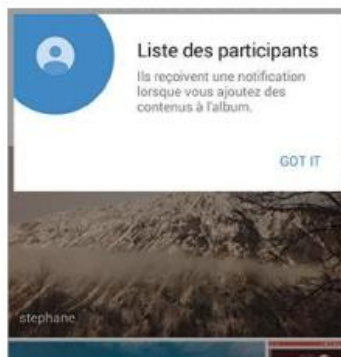 Liste des participants
Ils reçoivent une notification
lorsque vous ajoutez des
contenus à l'album.
GOT IT
stephane